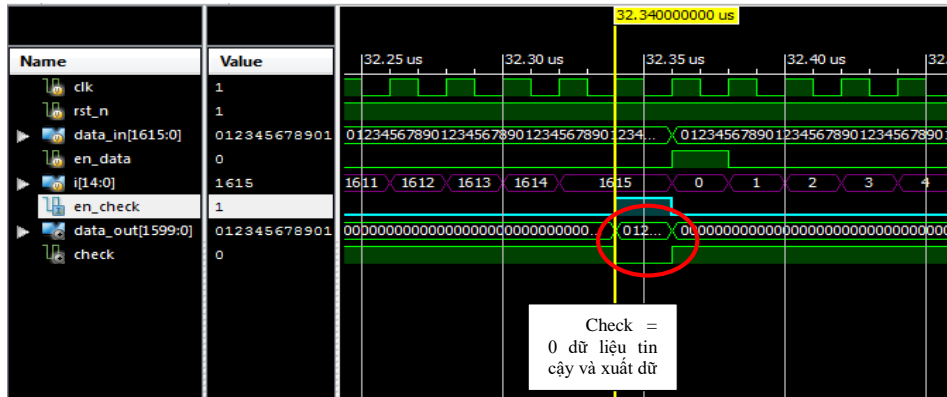 32.340000000 us
Name Value 32.25 us 32.30 us 32.35 us 32.40 us 32.
clk 1
rst_n 1
data_in[1615:0] 012345678901 01234567890123456789012345678901234... 0123456789012345678901234567890
en_data 0
i[14:0] 1615 1611 1612 1613 1614 1615 0 1 2 3 4
en_check 1
data_out[1599:0] 012345678901 012...
check 0
Check =
0 dữ liệu tin
cậy và xuất dữ